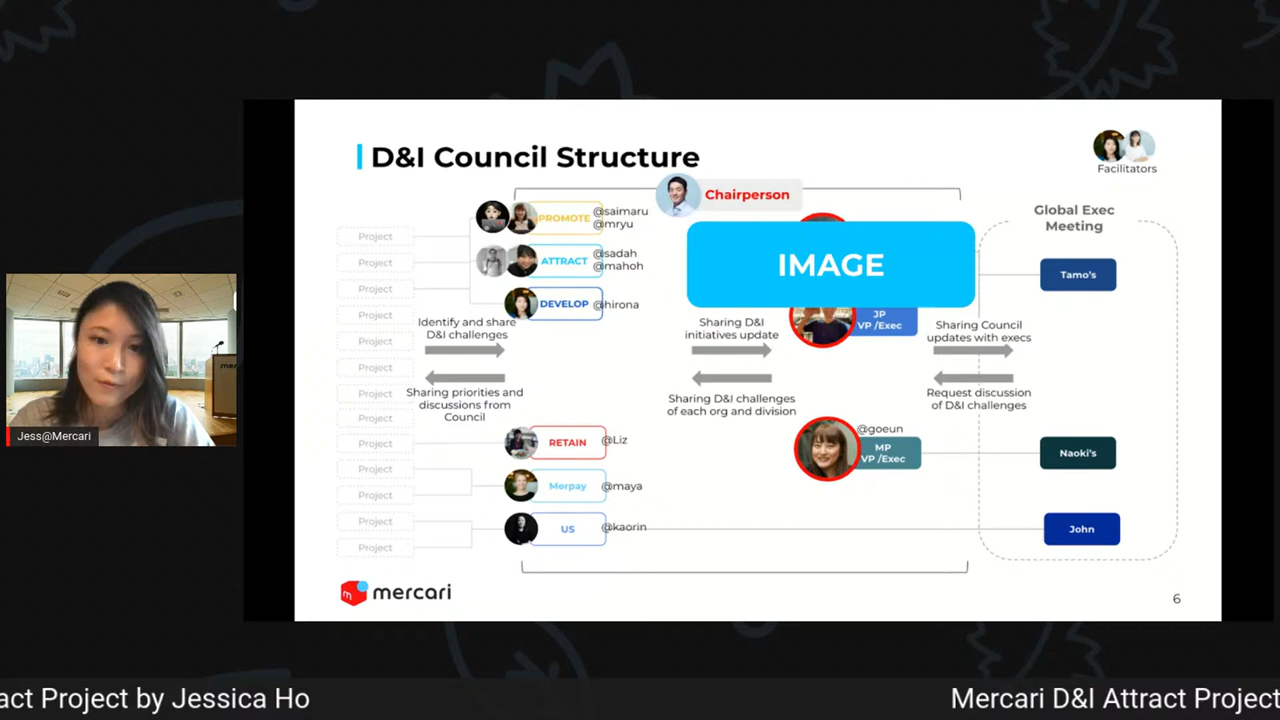 D&I Council Structure
Facilitators
Chairperson
PROMOTE
@saimaru
@mryu
ATTRACT
@sadah
@mahoh
DEVELOP
@hirona
IMAGE
JP
VP /Exec
Global Exec
Meeting
Tamo's
Project
Project
Project
Project
Project
Project
Project
Project
Project
Project
Project
Project
Project
Identify and share
D&I challenges
Sharing priorities and
discussions from
Council
Sharing D&I
initiatives update
Sharing D&I challenges
of each org and division
Sharing Council
updates with execs
Request discussion
of D&I challenges
RETAIN
@Liz
Merpay
@maya
US
@kaorin
@goeun
MP
VP /Exec
Naoki's
John
mercari
6
mer
Jess@Mercari
act Project by Jessica Ho
Mercari D&I Attract Project